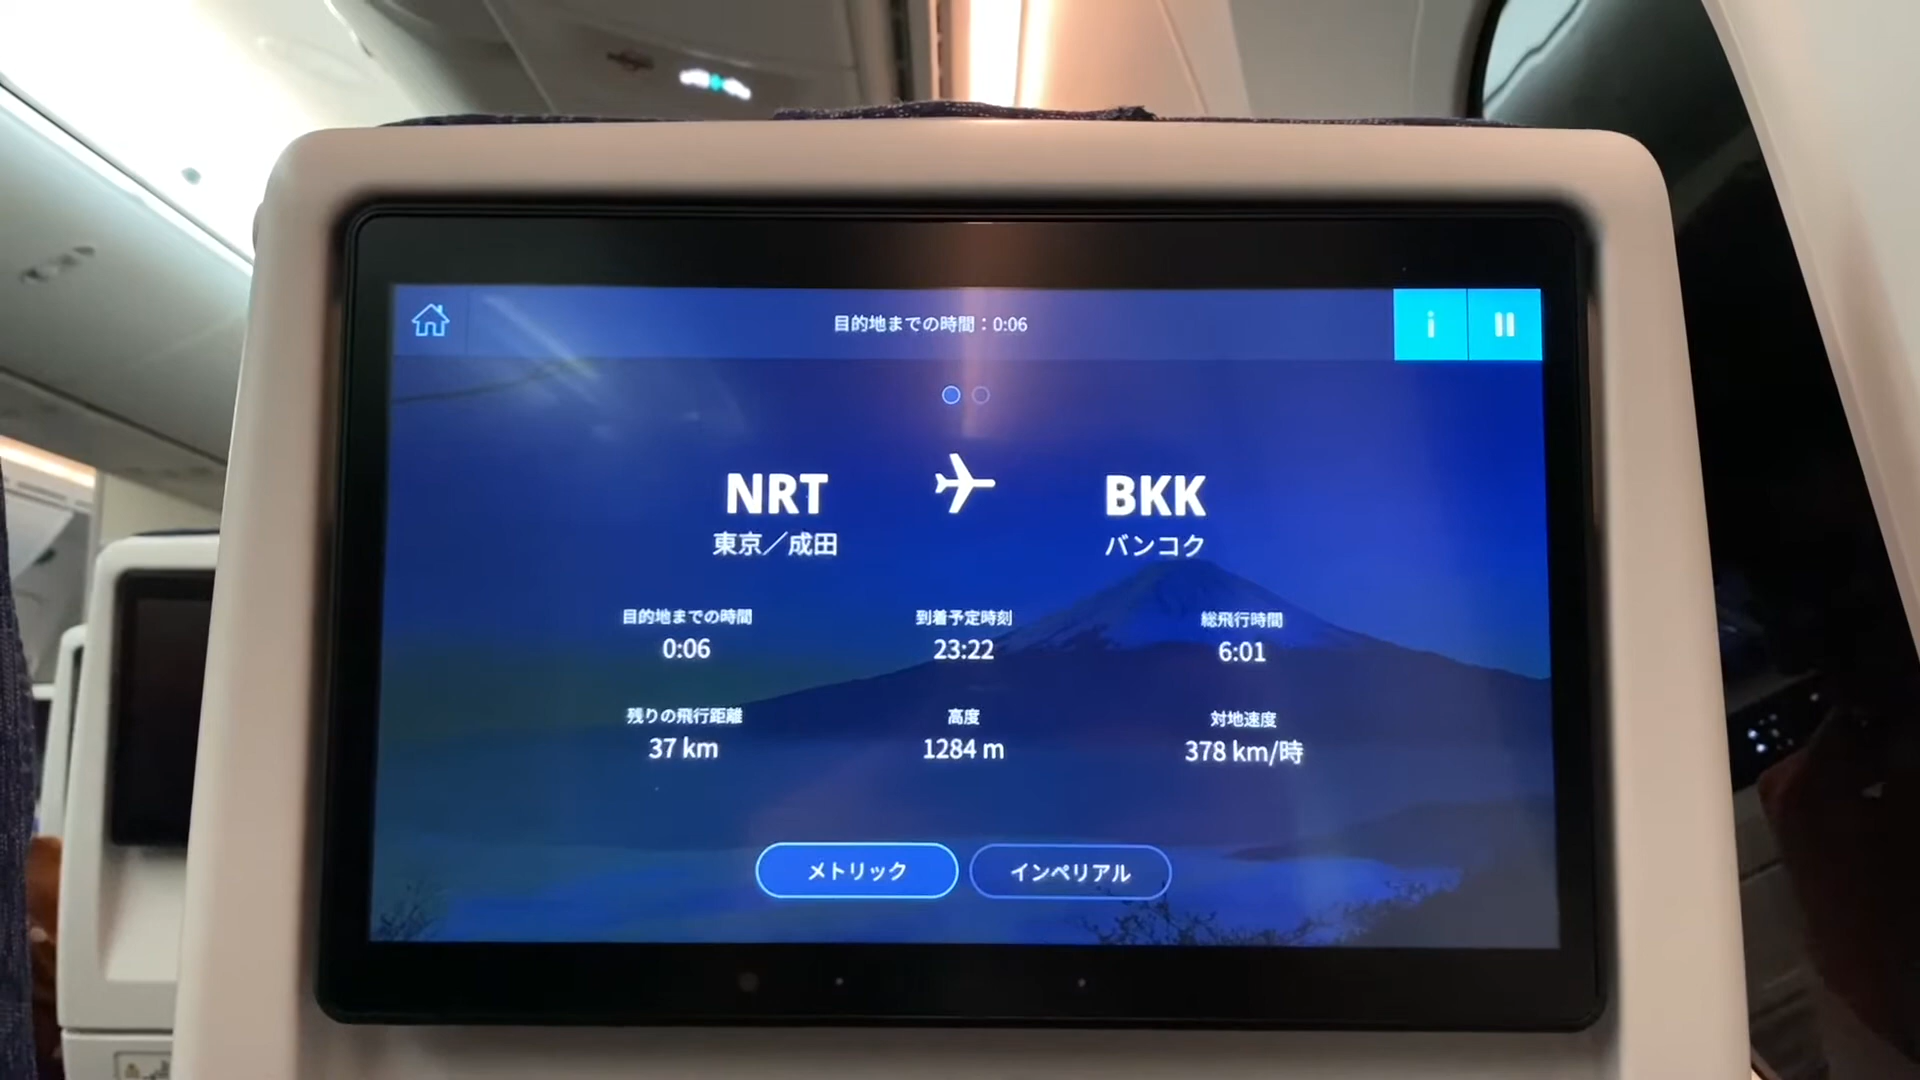 目的地までの時間：0:06
i
NRT
東京／成田
BKK
バンコク
目的地までの時間
0:06
到着予定時刻
23:22
総飛行時間
6:01
残りの飛行距離
37 km
高度
1284 m
対地速度
378 km/時
メトリック
インペリアル